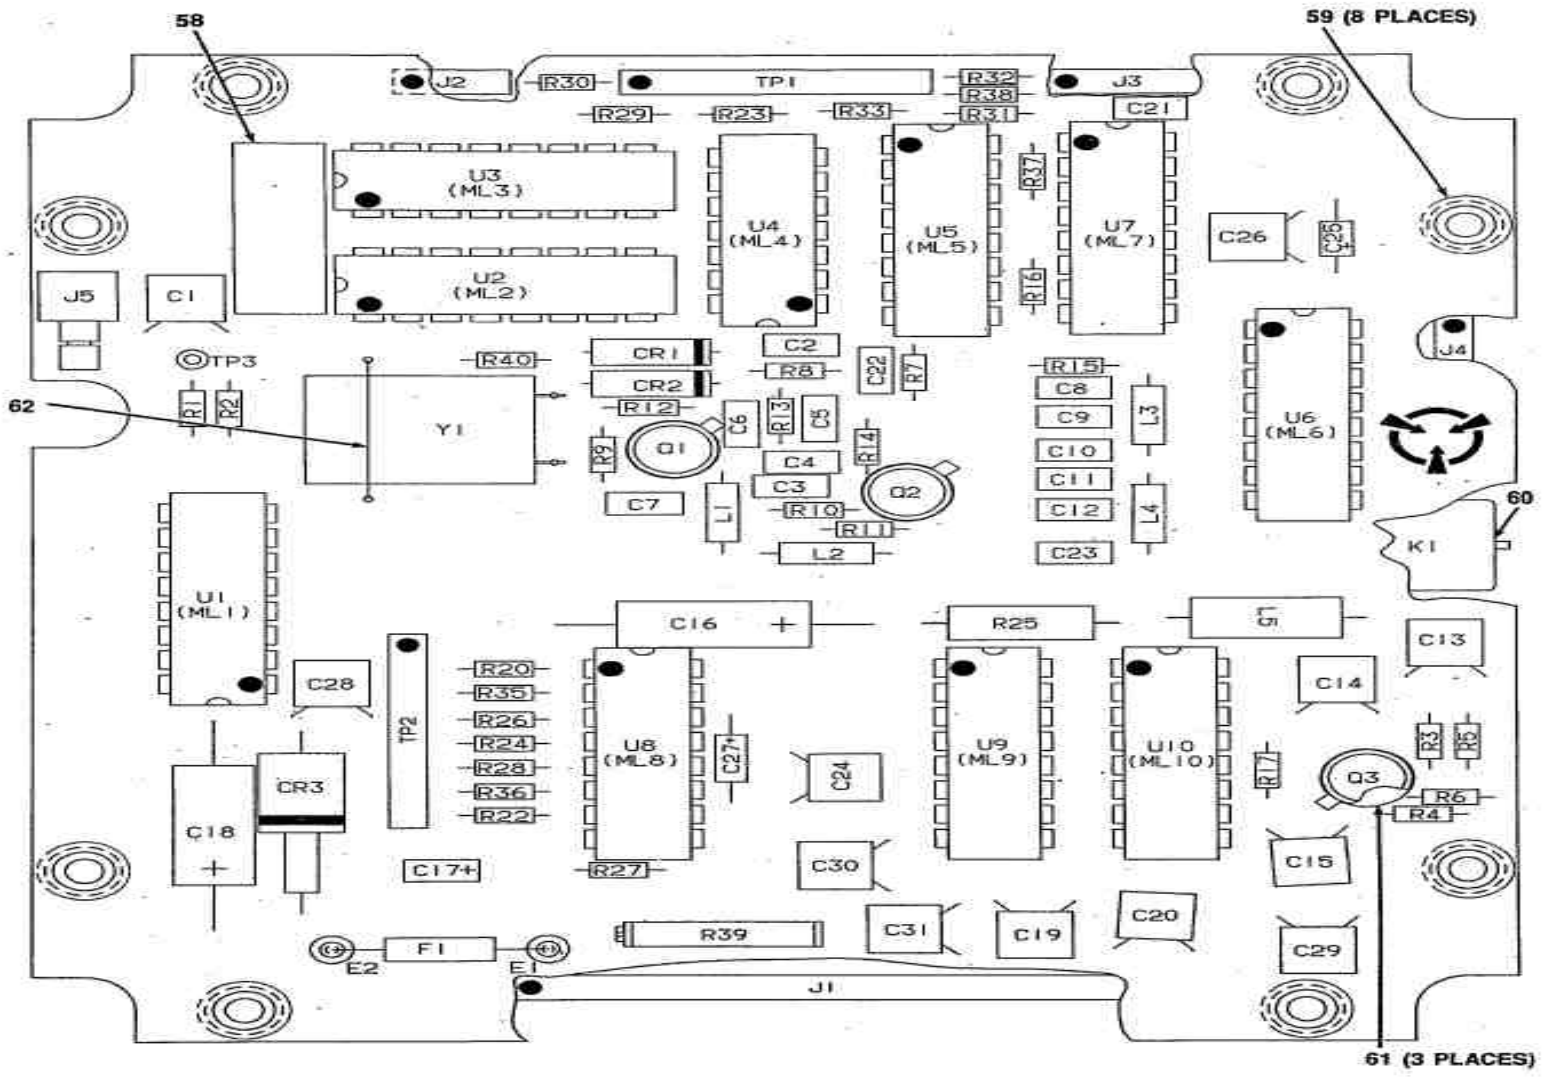 58
59 (8 PLACES)
J2
R30
TP1
R32
R38
R31
J3
C21
R29
R23
R33
U3
(ML3)
U4
(ML4)
U5
(ML5)
R37
U7
(ML7)
C26
C25+
J5
C1
U2
(ML2)
R16
TP3
R40
CR1
CR2
C2
R8
C22
R7
R15
C8
L3
J4
62
R1
R2
Y1
R12
R9
Q1
C6
R13
C5
R14
C9
U6
(ML6)
C4
C3
C10
C11
C7
L1
R10
R11
Q2
C12
L4
L2
C23
60
K1
U1
(ML1)
C16 +
R25
L5
C13
C28
TP2
R20
R35
R26
R24
R28
R36
R22
U8
(ML8)
C27+
C24
U9
(ML9)
U10
(ML10)
C14
R17
R3
R5
Q3
R6
R4
CR3
C18
+
C17+
R27
C30
C15
F1
E2
E1
R39
C31
C19
C20
C29
J1
61 (3 PLACES)